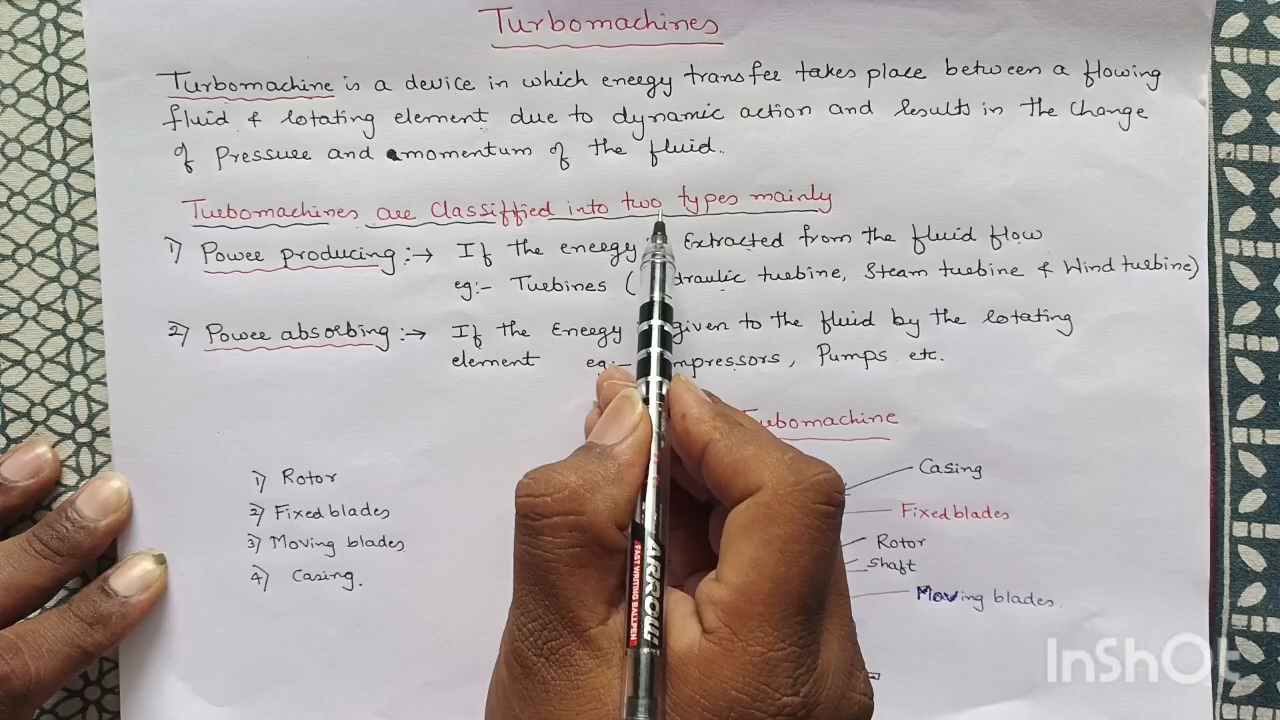 Turbomachines
Turbomachine is a device in which energy transfer takes place between a flowing
fluid & rotating element due to dynamic action and results in the change
of pressure and momentum of the fluid.
Turbomachines are classiffied into two types mainly
1) Power producing :→ If the energy Extracted from the fluid flow
eg:- Turbines ( draulic turbine, Steam turbine & Wind turbine)
2) Power absorbing :→ If the Energy given to the fluid by the rotating
element eg:- mpressors, Pumps etc.
Turbomachine
1) Rotor
2) Fixed blades
3) Moving blades
4) Casing.
Casing
Fixed blades
Rotor
shaft
Moving blades.
ARROW
FAST WRITING BALLPEN
InShOt